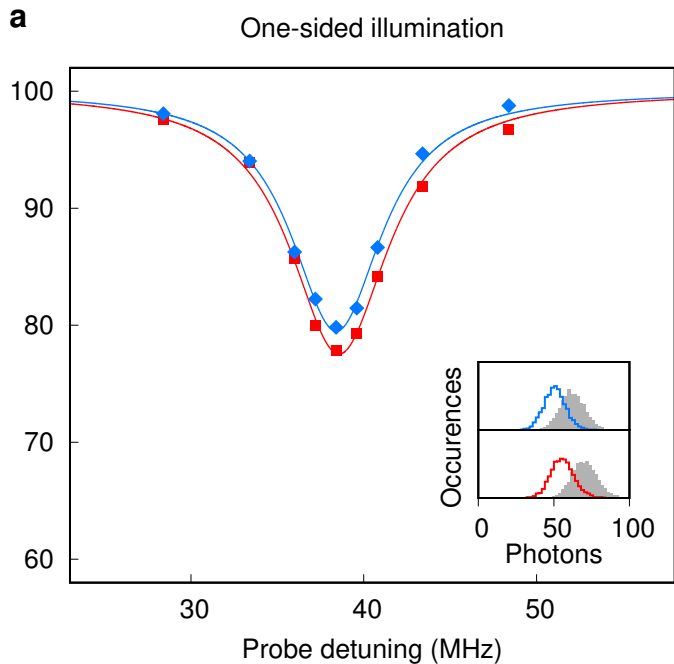 a
One-sided illumination
100
90
80
70
60
30 40 50
Probe detuning (MHz)
Occurences
0 50 100
Photons